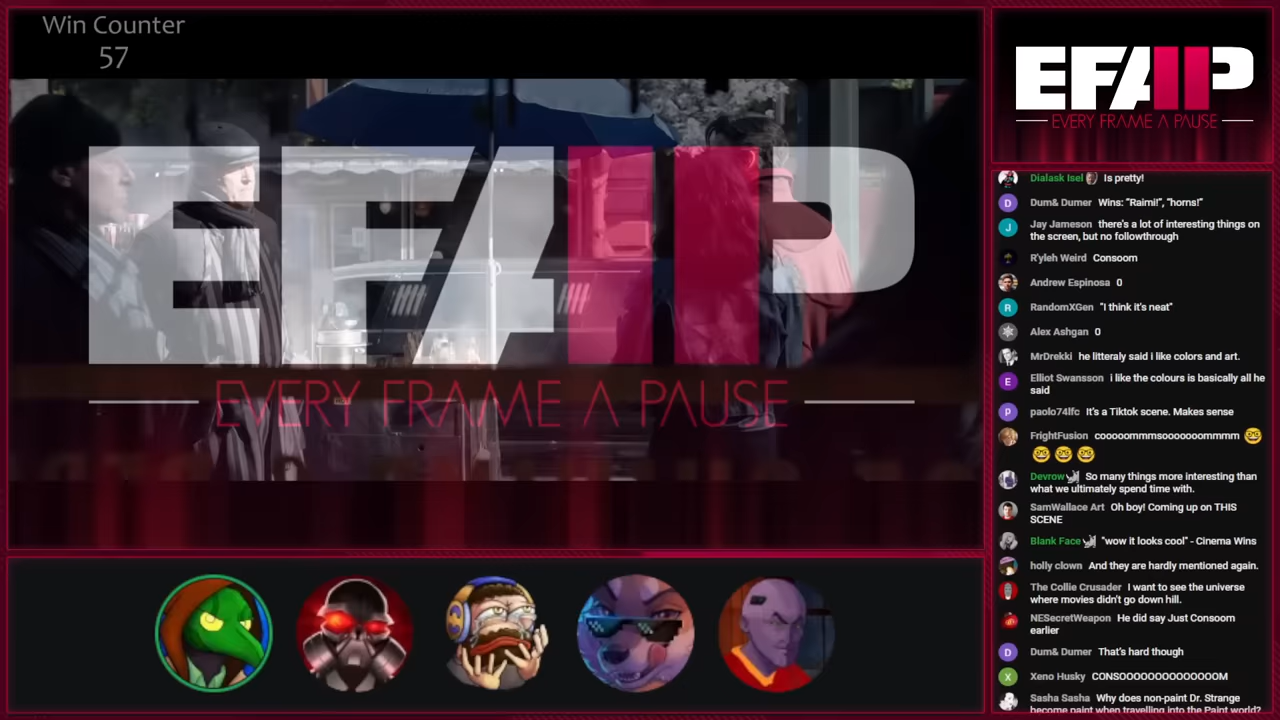 Win Counter
57
EFAP
EVERY FRAME A PAUSE
EFAP
EVERY FRAME A PAUSE
Dialask Isel Is pretty!
D Dum& Dumer Wins: "Raimi!", "horns!"
J Jay Jameson there's a lot of interesting things on
the screen, but no followthrough
R'yleh Weird Consoom
Andrew Espinosa 0
R RandomXGen "I think it's neat"
Alex Ashgan 0
MrDrekki he litteraly said i like colors and art.
E Elliot Swansson i like the colours is basically all he
said
P paolo74lfc It's a Tiktok scene. Makes sense
FrightFusion cooooommmsooooooommmm
Devrow So many things more interesting than
what we ultimately spend time with.
SamWallace Art Oh boy! Coming up on THIS
SCENE
Blank Face "wow it looks cool" - Cinema Wins
holly clown And they are hardly mentioned again.
The Collie Crusader I want to see the universe
where movies didn't go down hill.
NESecretWeapon He did say Just Consoom
earlier
D Dum& Dumer That's hard though
X Xeno Husky CONSOOOOOOOOOOOOOOM
Sasha Sasha Why does non-paint Dr. Strange
become paint when travelling into the Paint world?